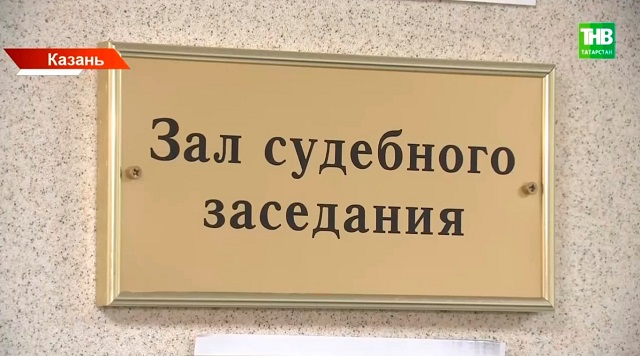 Казань
ТНВ
ТАТАРСТАН
Зал судебного
заседания